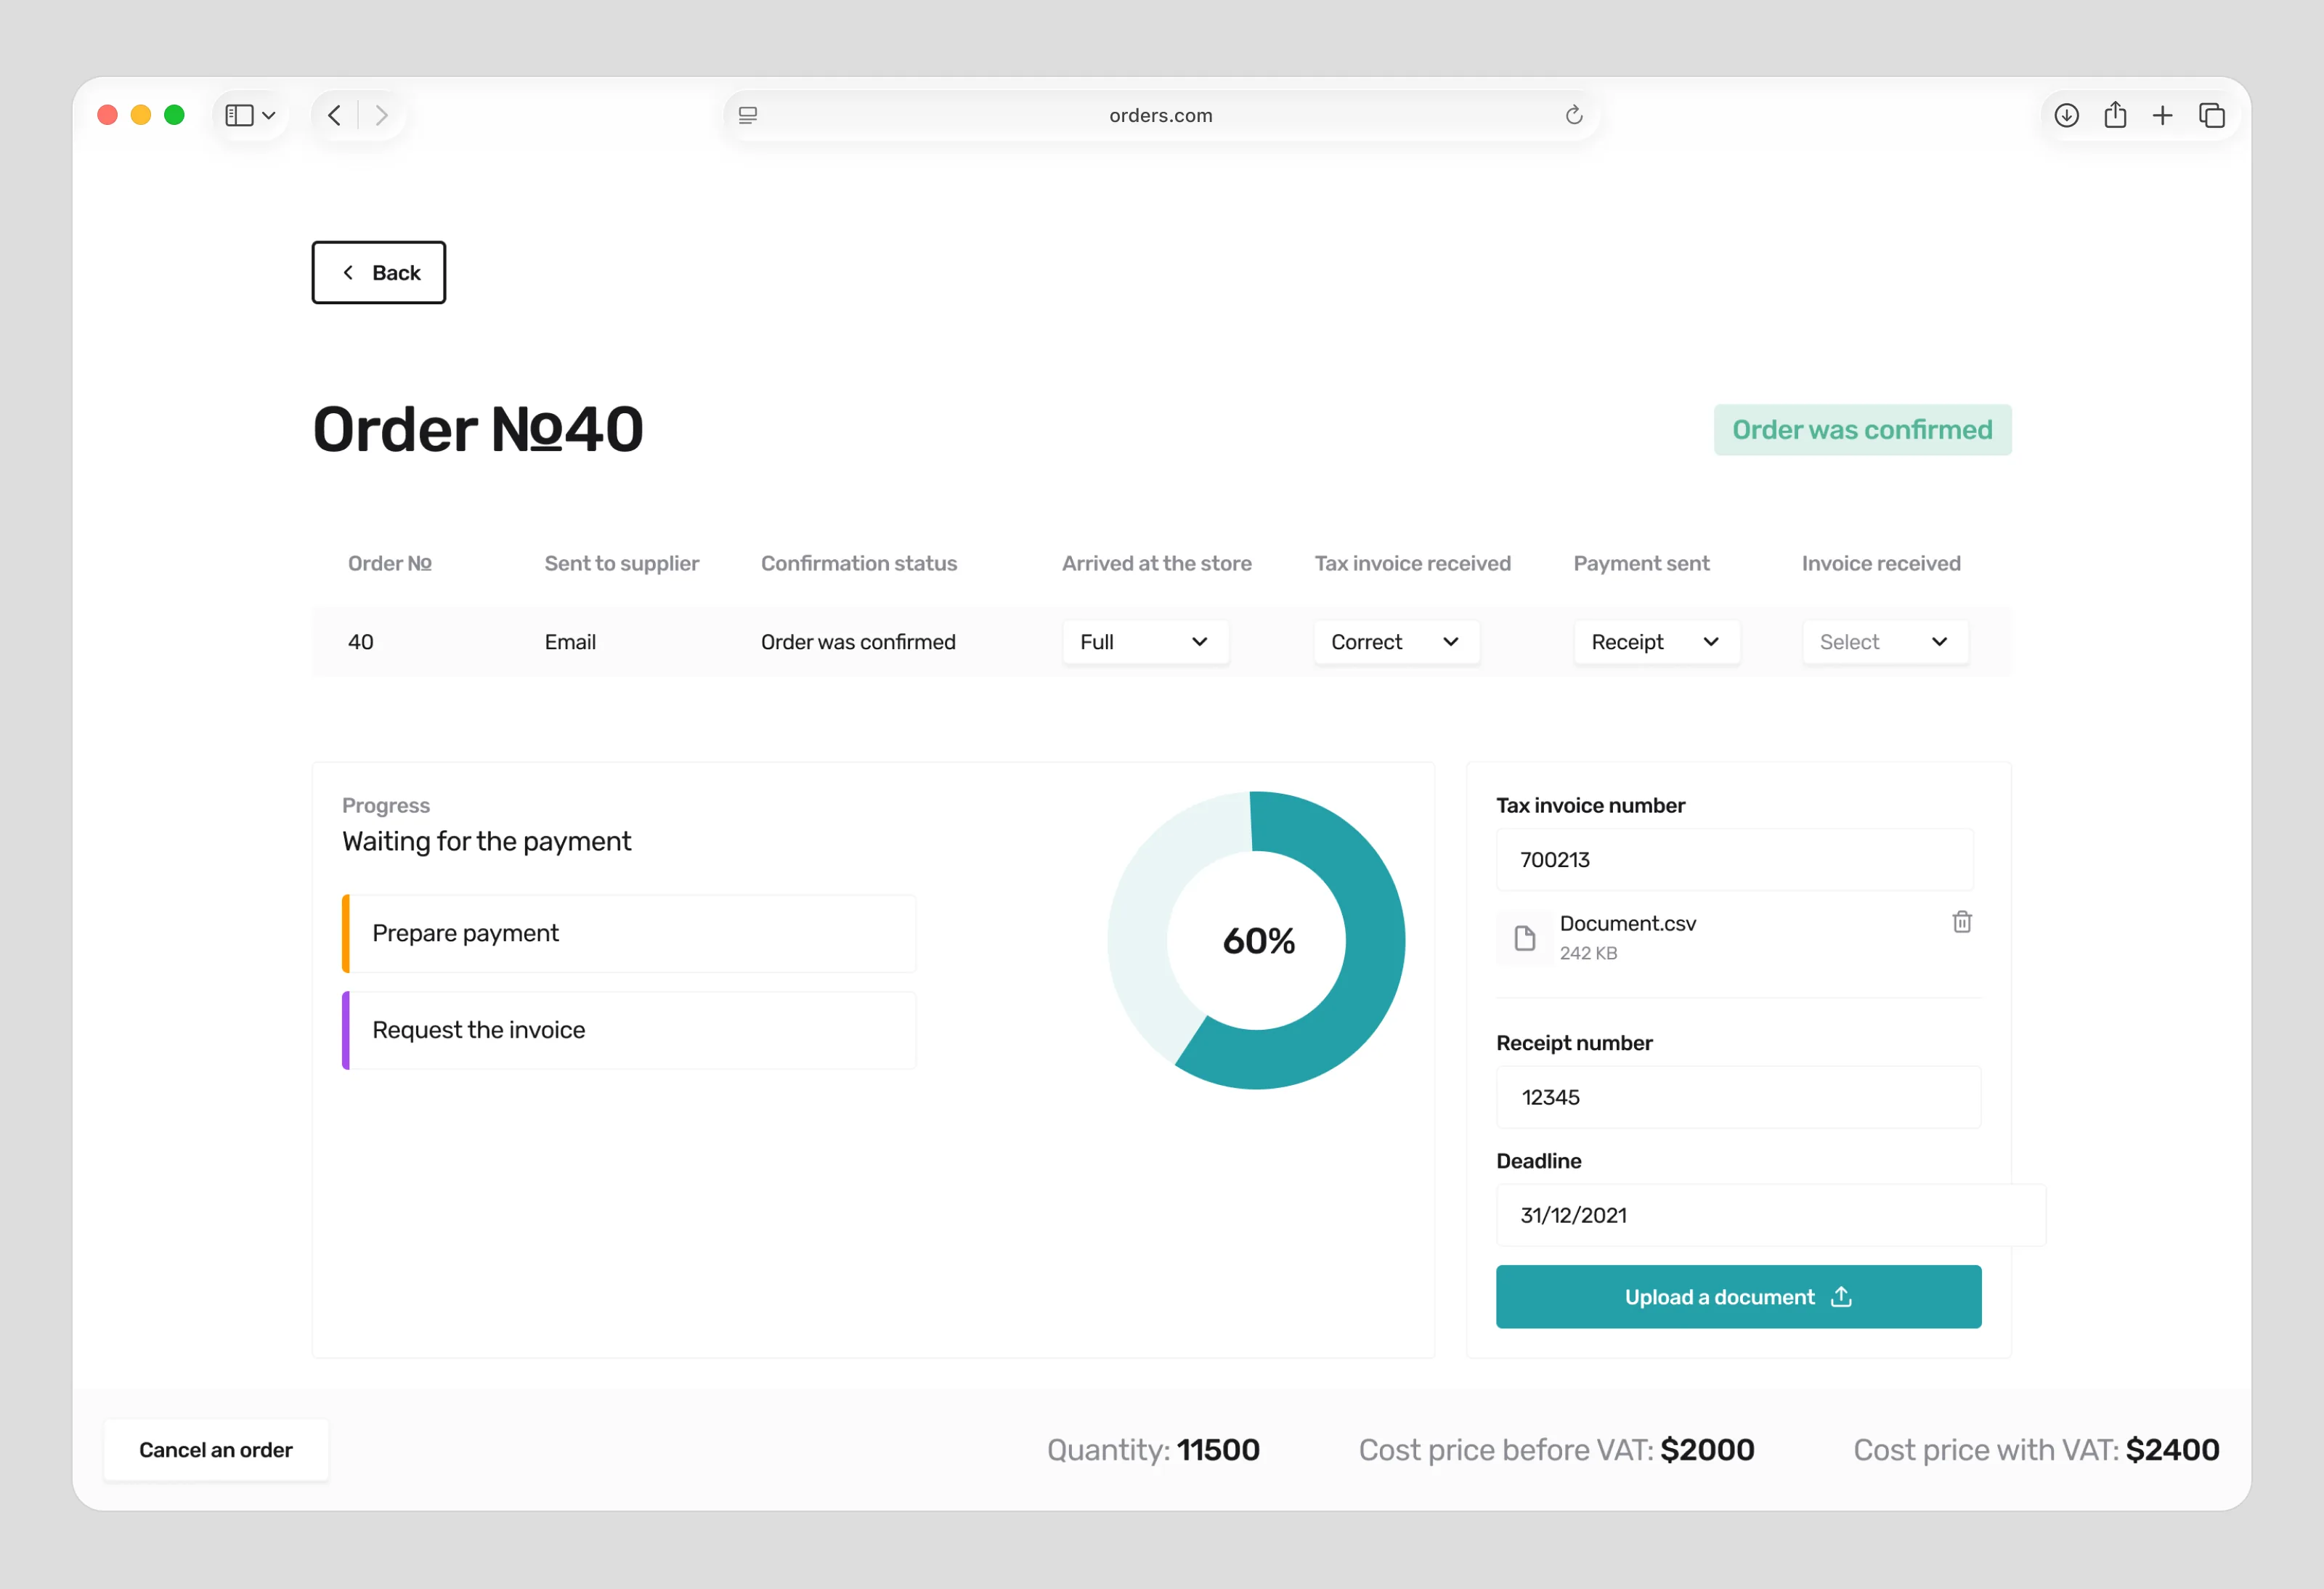 orders.com
Back
Order №40
Order was confirmed
Order № Sent to supplier Confirmation status Arrived at the store Tax invoice received Payment sent Invoice received
40 Email Order was confirmed Full Correct Receipt Select
Progress
Waiting for the payment
Prepare payment
Request the invoice
60%
Tax invoice number
700213
Document.csv
242 KB
Receipt number
12345
Deadline
31/12/2021
Upload a document
Cancel an order
Quantity: 11500
Cost price before VAT: $2000
Cost price with VAT: $2400